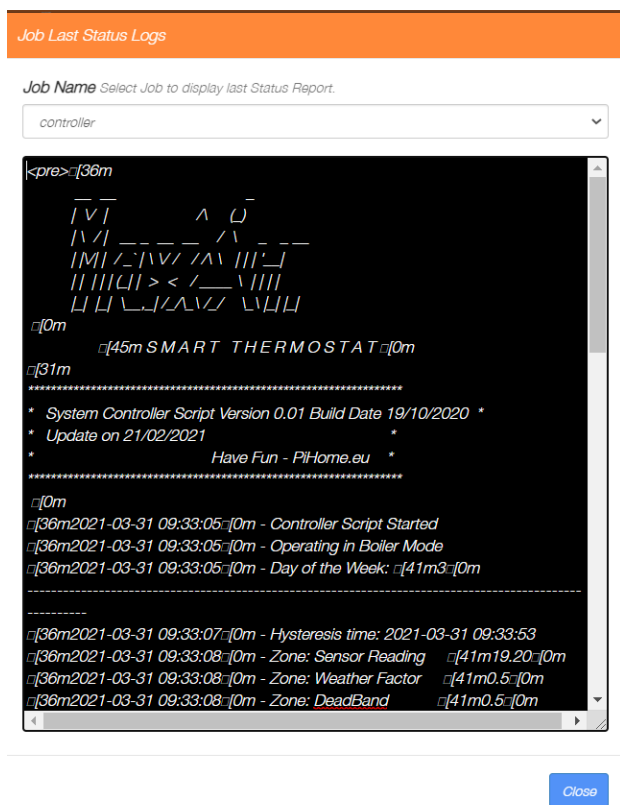 Job Last Status Logs
Job Name Select Job to display last Status Report.
controller
<pre>□[36m
□[0m
□[45m S M A R T   T H E R M O S T A T □[0m
□[31m
*****************************************************************
*   System Controller Script Version 0.01 Build Date 19/10/2020   *
*   Update on 21/02/2021   *
*   Have Fun - PiHome.eu   *
*****************************************************************
□[0m
□[36m2021-03-31 09:33:05□[0m - Controller Script Started
□[36m2021-03-31 09:33:05□[0m - Operating in Boiler Mode
□[36m2021-03-31 09:33:05□[0m - Day of the Week: □[41m3□[0m
------------------------------------------------------------------------------------------
----------
□[36m2021-03-31 09:33:07□[0m - Hysteresis time: 2021-03-31 09:33:53
□[36m2021-03-31 09:33:08□[0m - Zone: Sensor Reading □[41m19.20□[0m
□[36m2021-03-31 09:33:08□[0m - Zone: Weather Factor □[41m0.5□[0m
□[36m2021-03-31 09:33:08□[0m - Zone: DeadBand □[41m0.5□[0m
Close